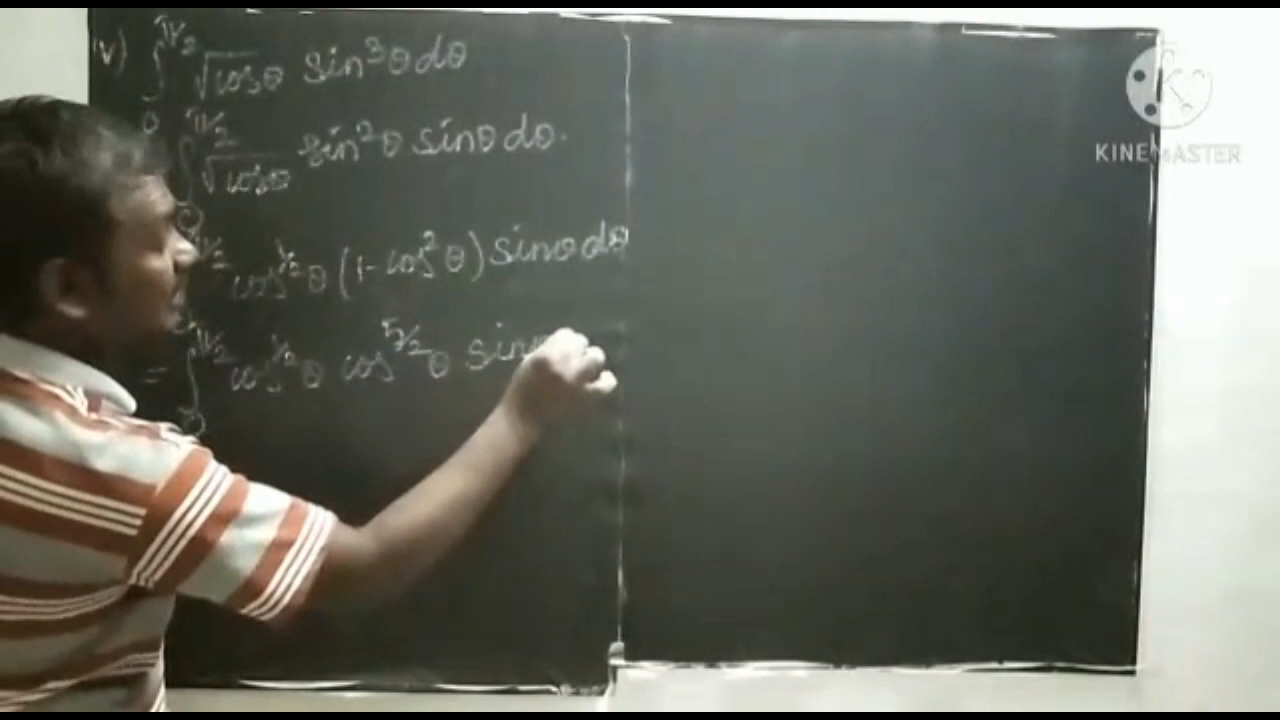 v) ∫₀^π/2 √cosθ sin³θ dθ
∫₀^π/2 √cosθ sin²θ sinθ dθ.
π/2 cos^1/2 θ (1-cos²θ) sinθ dθ
= ∫₀^π/2 cos^1/2 θ cos^5/2 θ sin
KINEMASTER